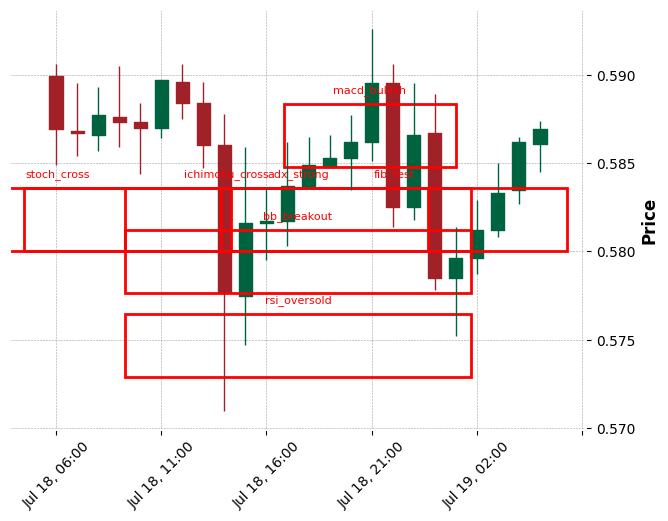 0.590
macd_bullish
0.585
stoch_cross
ichimoku_cross
adx_strong
bb_breakout
0.580
Price
rsi_oversold
0.575
0.570
Jul 18, 06:00
Jul 18, 11:00
Jul 18, 16:00
Jul 18, 21:00
Jul 19, 02:00